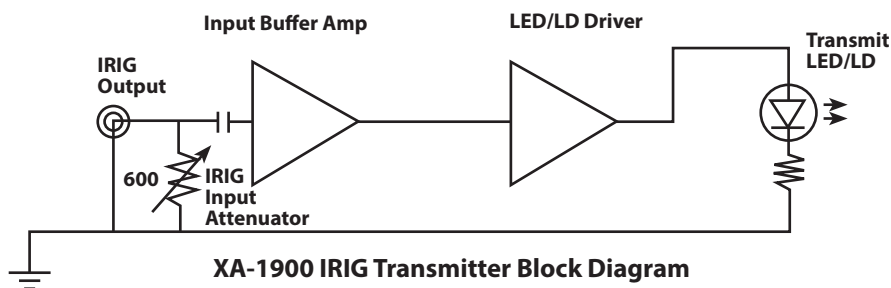 Input Buffer Amp
LED/LD Driver
Transmit
LED/LD
IRIG
Output
600
IRIG
Input
Attenuator
XA-1900 IRIG Transmitter Block Diagram